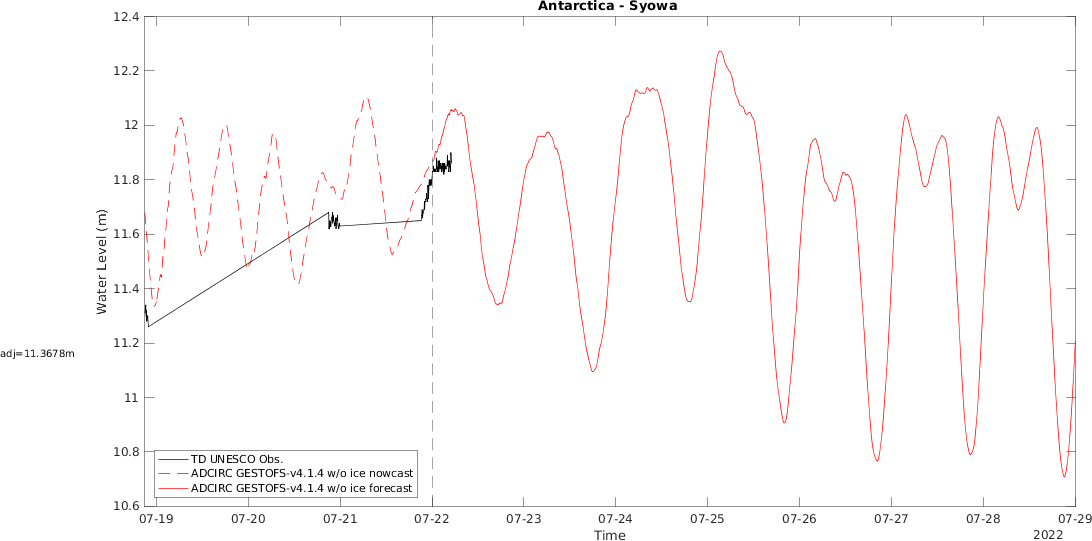 Antarctica - Syowa
12.4
12.2
12
11.8
11.6
11.4
11.2
11
10.8
10.6
Water Level (m)
adj=11.3678m
TD UNESCO Obs.
ADCIRC GESTOFS-v4.1.4 w/o ice nowcast
ADCIRC GESTOFS-v4.1.4 w/o ice forecast
07-19 07-20 07-21 07-22 07-23 07-24 07-25 07-26 07-27 07-28 07-29
Time
2022